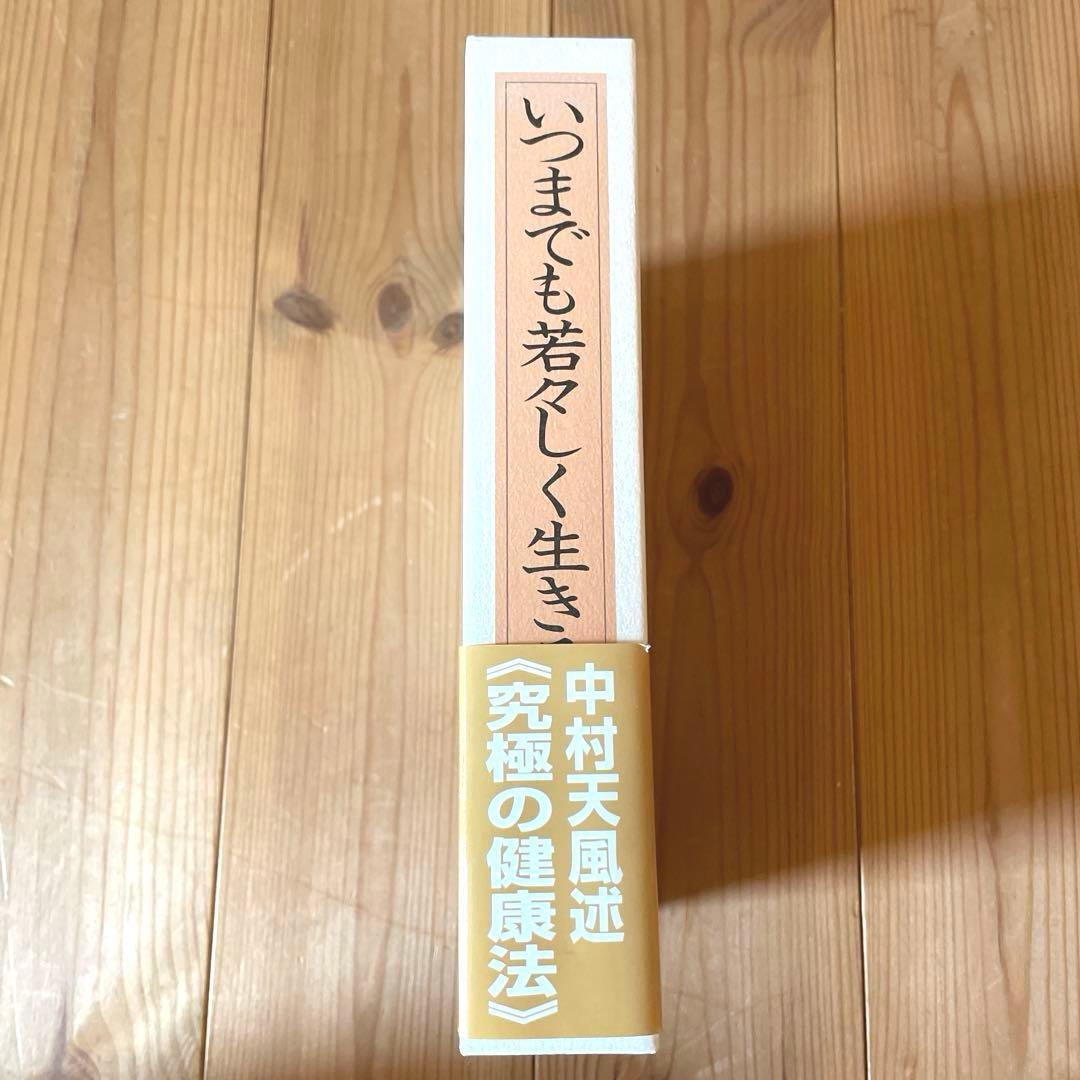 いつまでも若々しく生き
中村天風述
《究極の健康法》